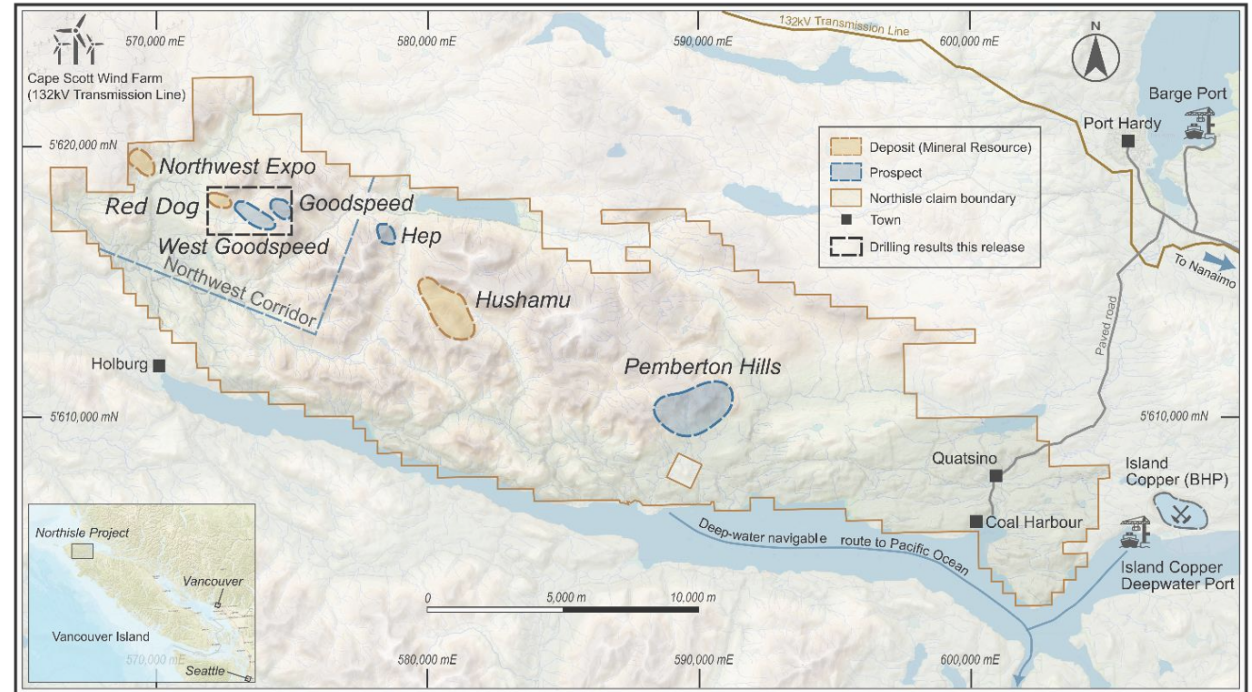 570,000 mE
580,000 mE
590,000 mE
600,000 mE
132kV Transmission Line
N
Cape Scott Wind Farm
(132kV Transmission Line)
Barge Port
Port Hardy
5'620,000 mN
Northwest Expo
Red Dog
Goodspeed
West Goodspeed
Hep
Northwest Corridor
Hushamu
Deposit (Mineral Resource)
Prospect
Northisle claim boundary
Town
Drilling results this release
To Nanaimo
Paved road
Holburg
Pemberton Hills
5'610,000 mN
5'610,000 mN
Quatsino
Island
Copper (BHP)
Coal Harbour
Deep-water navigable route to Pacific Ocean
Island Copper
Deepwater Port
Northisle Project
Vancouver
Vancouver Island
Seattle
0
5,000 m
10,000 m
570,000 mE
580,000 mE
590,000 mE
600,000 mE